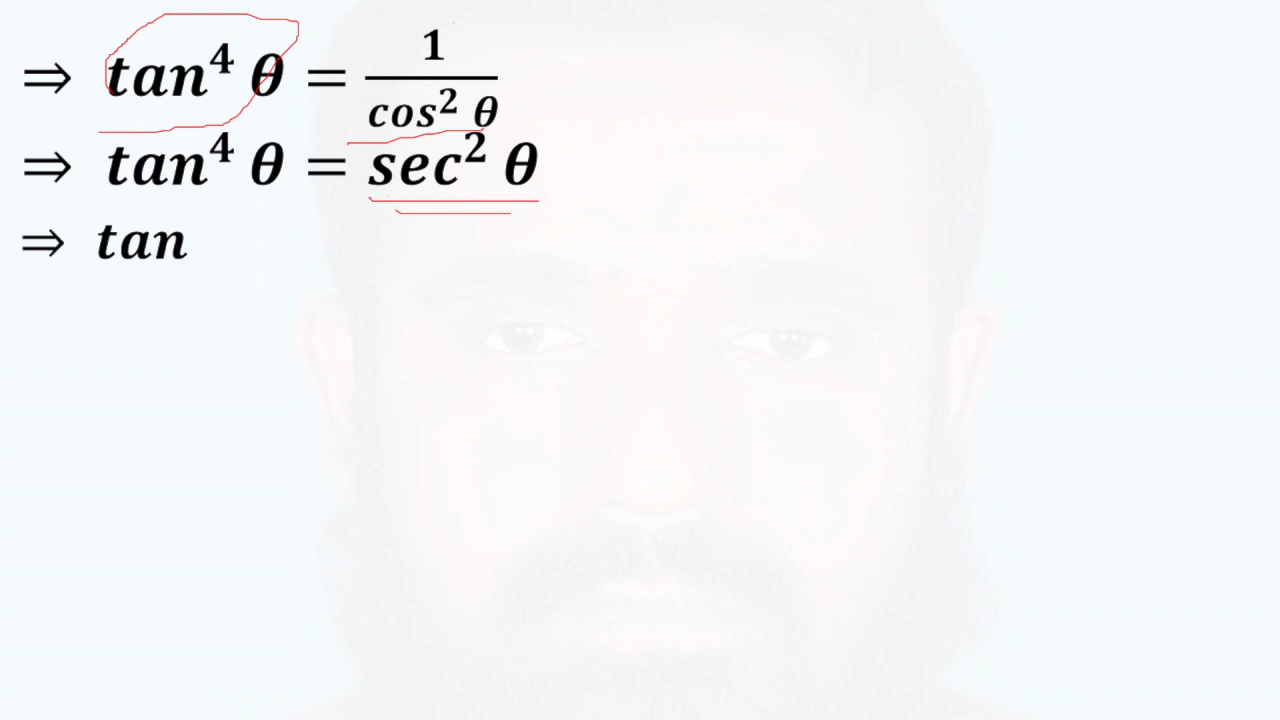 ⇒ tan⁴ θ = 1/cos² θ
⇒ tan⁴ θ = sec² θ
⇒ tan